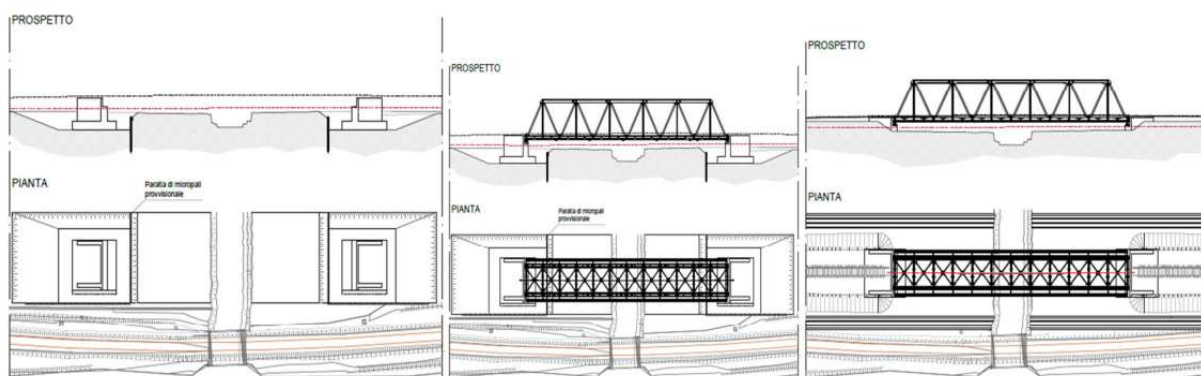 PROSPETTO
PIANTA
Paratia di micropali
provvisionale
PROSPETTO
PIANTA
Paratia di micropali
provvisionale
PROSPETTO
PIANTA